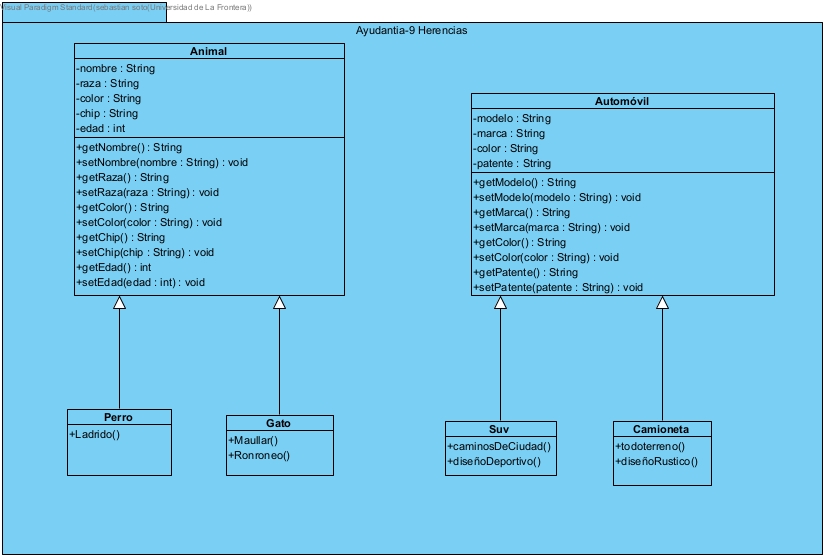 Visual Paradigm Standard(sebastian soto(Universidad de La Frontera))
Ayudantia-9 Herencias
Animal
-nombre : String
-raza : String
-color : String
-chip : String
-edad : int
+getNombre() : String
+setNombre(nombre : String) : void
+getRaza() : String
+setRaza(raza : String) : void
+getColor() : String
+setColor(color : String) : void
+getChip() : String
+setChip(chip : String) : void
+getEdad() : int
+setEdad(edad : int) : void
Automóvil
-modelo : String
-marca : String
-color : String
-patente : String
+getModelo() : String
+setModelo(modelo : String) : void
+getMarca() : String
+setMarca(marca : String) : void
+getColor() : String
+setColor(color : String) : void
+getPatente() : String
+setPatente(patente : String) : void
Perro
+Ladrido()
Gato
+Maullar()
+Ronroneo()
Suv
+caminosDeCiudad()
+diseñoDeportivo()
Camioneta
+todoterreno()
+diseñoRustico()